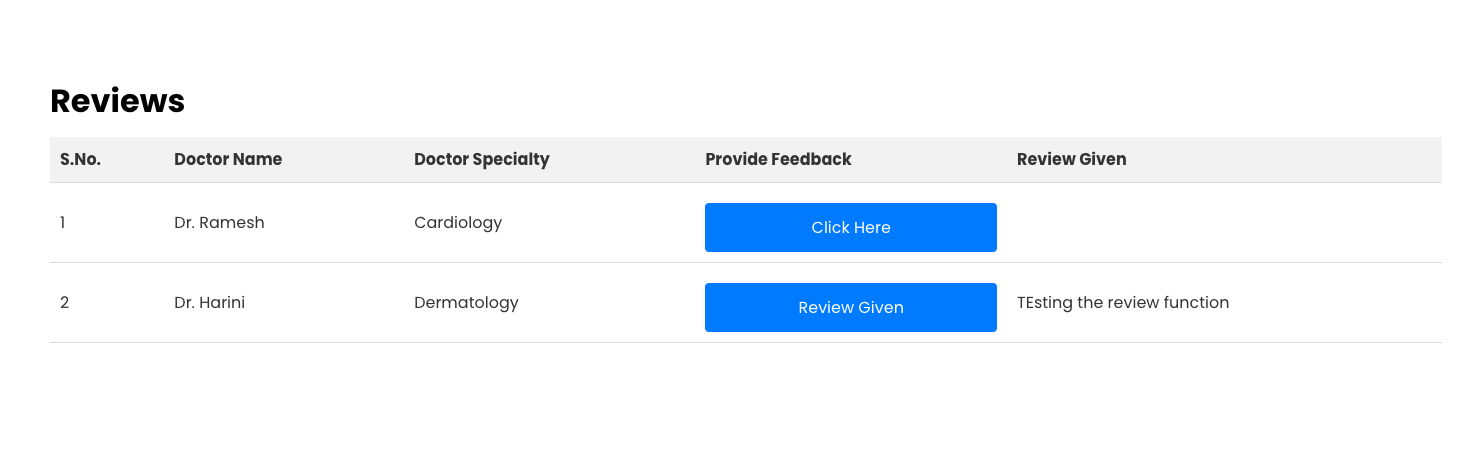 Reviews
S.No. Doctor Name Doctor Specialty Provide Feedback Review Given
1 Dr. Ramesh Cardiology Click Here
2 Dr. Harini Dermatology Review Given TEsting the review function